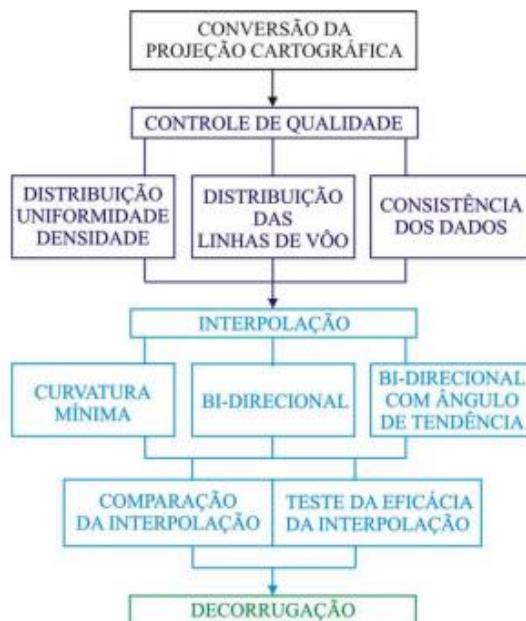 CONVERSÃO DA
PROJEÇÃO CARTOGRÁFICA
CONTROLE DE QUALIDADE
DISTRIBUIÇÃO
UNIFORMIDADE
DENSIDADE
DISTRIBUIÇÃO
DAS
LINHAS DE VÔO
CONSISTÊNCIA
DOS DADOS
INTERPOLAÇÃO
CURVATURA
MÍNIMA
BI-DIRECIONAL
BI-DIRECIONAL
COM ÂNGULO
DE TENDÊNCIA
COMPARAÇÃO
DA INTERPOLAÇÃO
TESTE DA EFICÁCIA
DA INTERPOLAÇÃO
DECORRUGAÇÃO